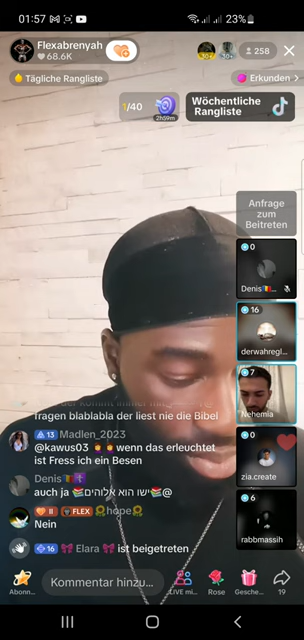 01:57
23%
Flexabrenyah
68.6K
258
Tägliche Rangliste
Erkunden >
1/40
2h59m
Wöchentliche
Rangliste
Anfrage
zum
Beitreten
0
Denis...
16
derwahregl...
7
Nehemia
0
zia.create
6
rabbmassih
fragen blablabla der liest nie die Bibel
13 Madlen_2023
@kawus03 wenn das erleuchtet
ist Fress ich ein Besen
Denis
auch ja ישו הוא אלוהים@
II FLEX hope
Nein
16 Elara ist beigetreten
Abonn...
Kommentar hinzu...
LIVE mi...
Rose
Gesche...
19